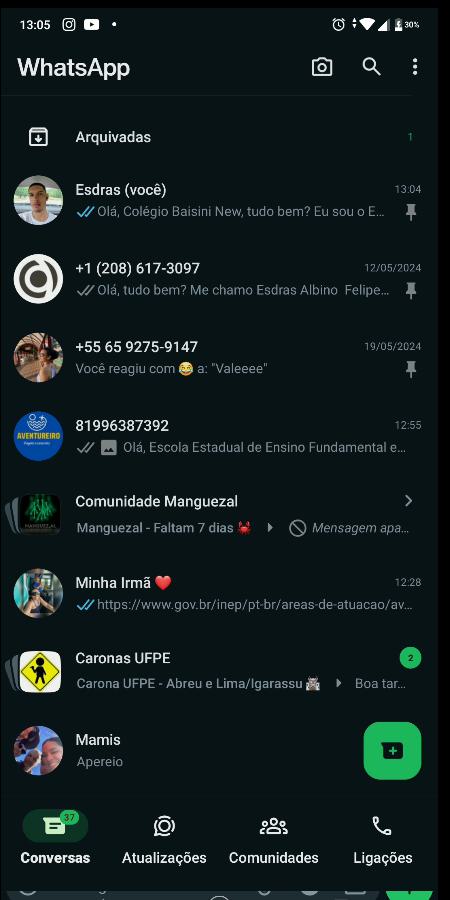 13:05
30%
WhatsApp
Arquivadas 1
Esdras (você) 13:04
Olá, Colégio Baisini New, tudo bem? Eu sou o E...
+1 (208) 617-3097 12/05/2024
Olá, tudo bem? Me chamo Esdras Albino Felipe...
+55 65 9275-9147 19/05/2024
Você reagiu com 😂 a: "Valeeee"
81996387392 12:55
AVENTUREIRO
Olá, Escola Estadual de Ensino Fundamental e...
Comunidade Manguezal
MANGUEZAL
Manguezal - Faltam 7 dias 🦀 Mensagem apa...
Minha Irmã ❤️ 12:28
https://www.gov.br/inep/pt-br/areas-de-atuacao/av...
Caronas UFPE 2
Carona UFPE - Abreu e Lima/Igarassu 🏰 Boa tar...
Mamis
Apereio
37
Conversas Atualizações Comunidades Ligações